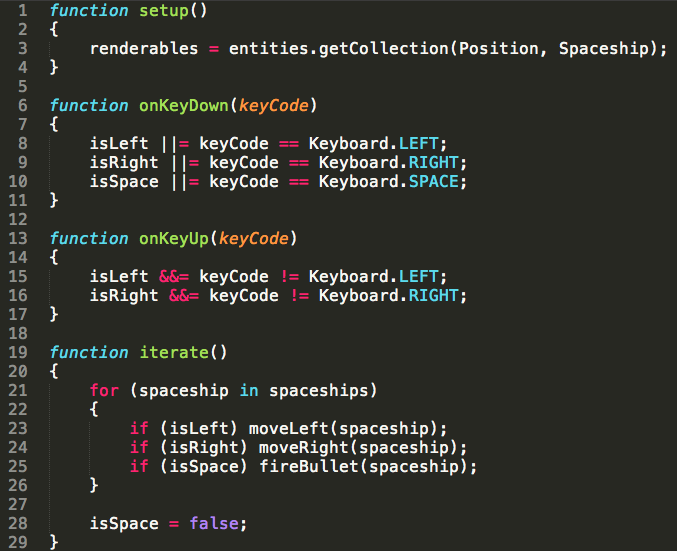 1 function setup()
2 {
3     renderables = entities.getCollection(Position, Spaceship);
4 }
5
6 function onKeyDown(keyCode)
7 {
8     isLeft ||= keyCode == Keyboard.LEFT;
9     isRight ||= keyCode == Keyboard.RIGHT;
10     isSpace ||= keyCode == Keyboard.SPACE;
11 }
12
13 function onKeyUp(keyCode)
14 {
15     isLeft &&= keyCode != Keyboard.LEFT;
16     isRight &&= keyCode != Keyboard.RIGHT;
17 }
18
19 function iterate()
20 {
21     for (spaceship in spaceships)
22     {
23         if (isLeft) moveLeft(spaceship);
24         if (isRight) moveRight(spaceship);
25         if (isSpace) fireBullet(spaceship);
26     }
27
28     isSpace = false;
29 }